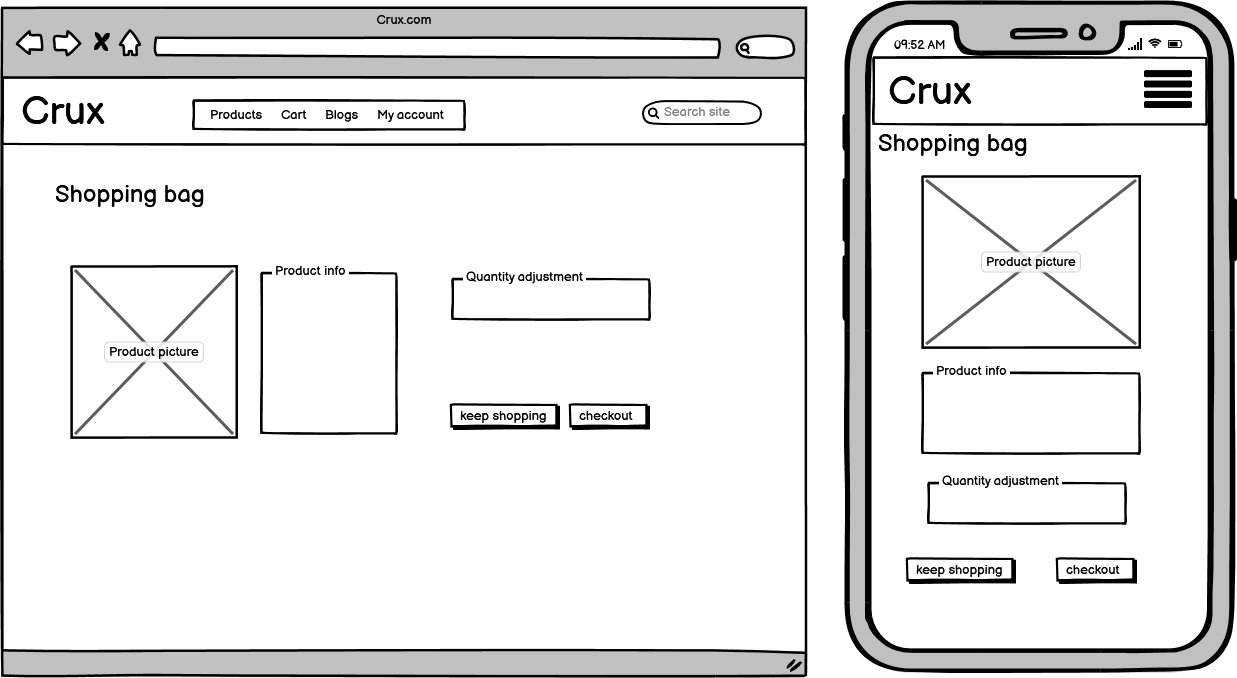 Crux.com
Crux
Products Cart Blogs My account
Search site
Shopping bag
Product picture
Product info
Quantity adjustment
keep shopping
checkout
09:52 AM
Crux
Shopping bag
Product picture
Product info
Quantity adjustment
keep shopping
checkout